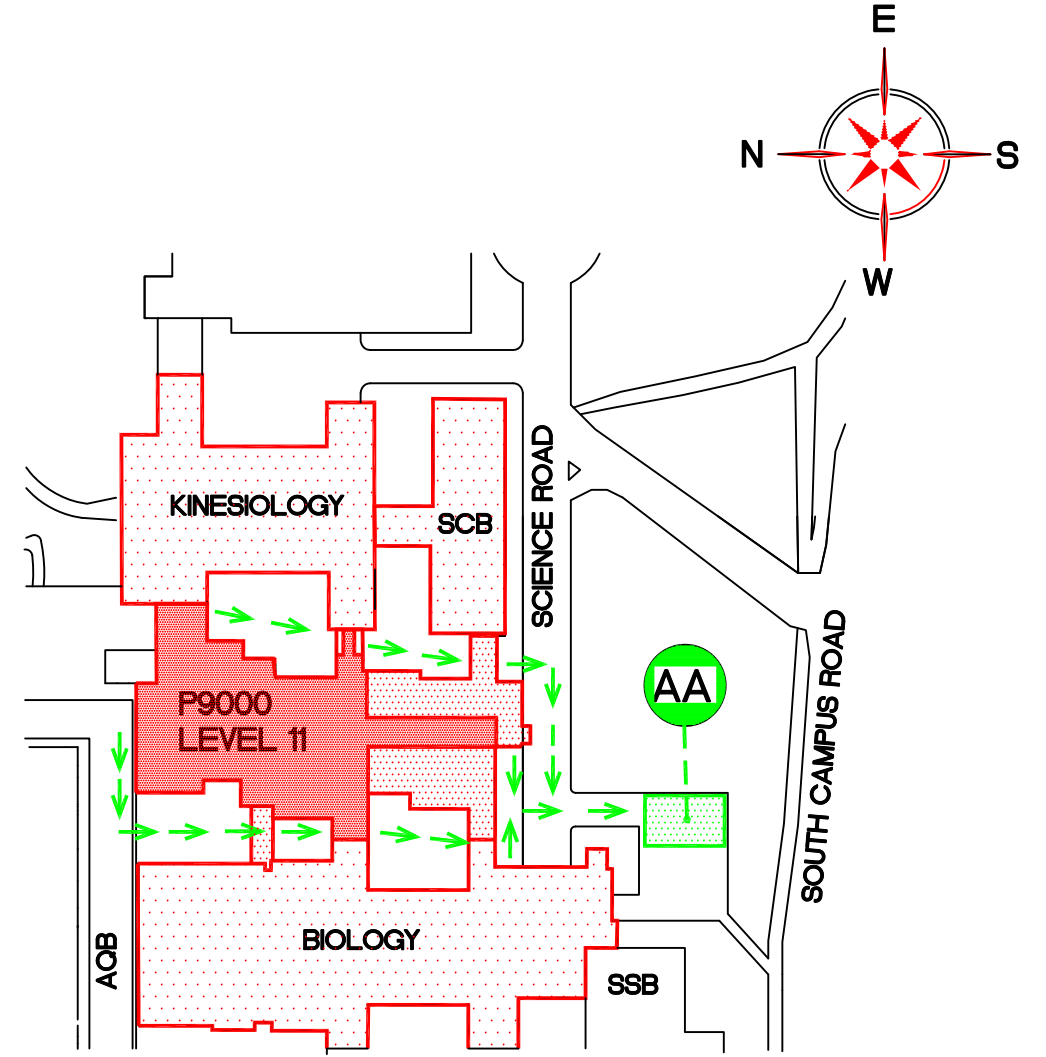 E
N
S
W
KINESIOLOGY
SCB
SCIENCE ROAD
P9000
LEVEL 11
AA
SOUTH CAMPUS ROAD
AQB
BIOLOGY
SSB